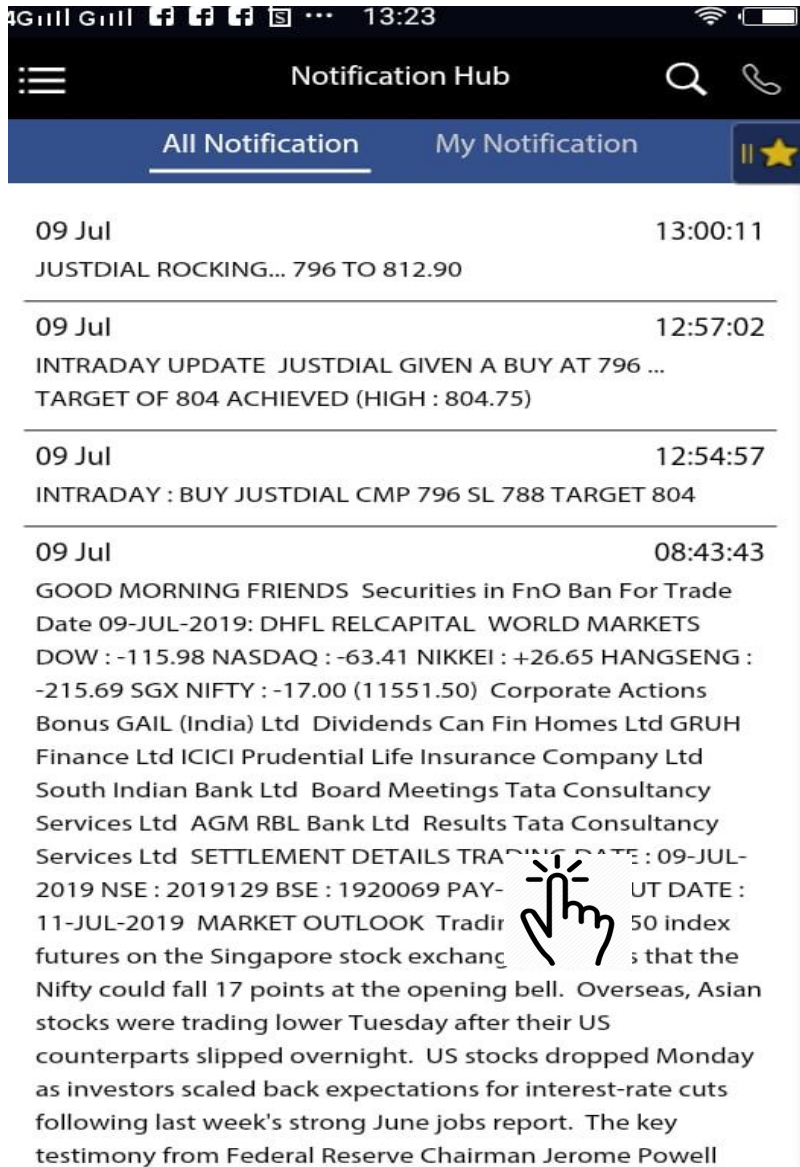 4G G 13:23
Notification Hub
All Notification My Notification
09 Jul 13:00:11
JUSTDIAL ROCKING... 796 TO 812.90
09 Jul 12:57:02
INTRADAY UPDATE JUSTDIAL GIVEN A BUY AT 796 ...
TARGET OF 804 ACHIEVED (HIGH : 804.75)
09 Jul 12:54:57
INTRADAY : BUY JUSTDIAL CMP 796 SL 788 TARGET 804
09 Jul 08:43:43
GOOD MORNING FRIENDS Securities in FnO Ban For Trade
Date 09-JUL-2019: DHFL RELCAPITAL WORLD MARKETS
DOW : -115.98 NASDAQ : -63.41 NIKKEI : +26.65 HANGSENG :
-215.69 SGX NIFTY : -17.00 (11551.50) Corporate Actions
Bonus GAIL (India) Ltd Dividends Can Fin Homes Ltd GRUH
Finance Ltd ICICI Prudential Life Insurance Company Ltd
South Indian Bank Ltd Board Meetings Tata Consultancy
Services Ltd AGM RBL Bank Ltd Results Tata Consultancy
Services Ltd SETTLEMENT DETAILS : 09-JUL-
2019 NSE : 2019129 BSE : 1920069 PAY- DATE :
11-JUL-2019 MARKET OUTLOOK 50 index
futures on the Singapore stock that the
Nifty could fall 17 points at the opening bell. Overseas, Asian
stocks were trading lower Tuesday after their US
counterparts slipped overnight. US stocks dropped Monday
as investors scaled back expectations for interest-rate cuts
following last week's strong June jobs report. The key
testimony from Federal Reserve Chairman Jerome Powell